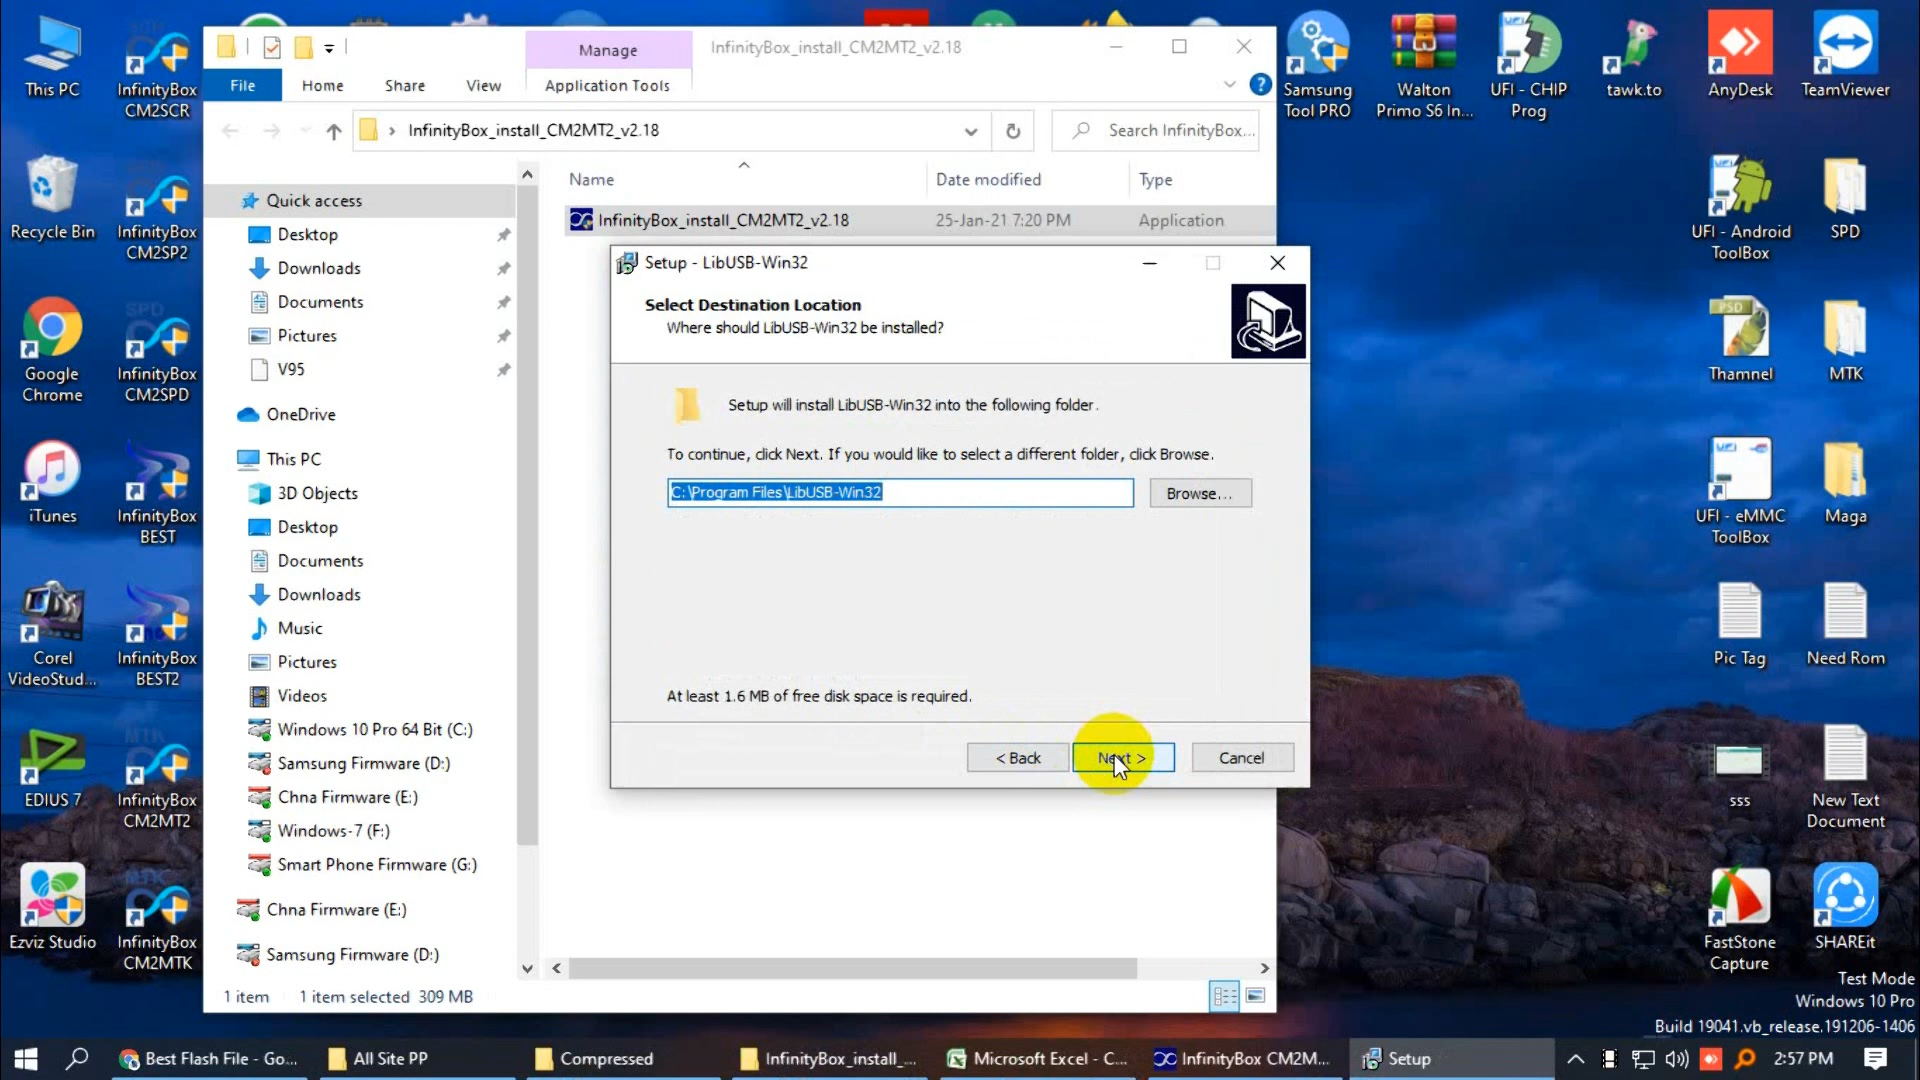 Manage
InfinityBox_install_CM2MT2_v2.18
File
Home
Share
View
Application Tools
InfinityBox_install_CM2MT2_v2.18
Search InfinityBox...
Name
Date modified
Type
InfinityBox_install_CM2MT2_v2.18
25-Jan-21 7:20 PM
Application
Quick access
Desktop
Downloads
Documents
Pictures
V95
OneDrive
This PC
3D Objects
Desktop
Documents
Downloads
Music
Pictures
Videos
Windows 10 Pro 64 Bit (C:)
Samsung Firmware (D:)
Chna Firmware (E:)
Windows-7 (F:)
Smart Phone Firmware (G:)
Chna Firmware (E:)
Samsung Firmware (D:)
1 item
1 item selected 309 MB
Setup - LibUSB-Win32
Select Destination Location
Where should LibUSB-Win32 be installed?
Setup will install LibUSB-Win32 into the following folder.
To continue, click Next. If you would like to select a different folder, click Browse.
C:\Program Files\LibUSB-Win32
Browse...
At least 1.6 MB of free disk space is required.
< Back
Next >
Cancel
This PC
InfinityBox
CM2SCR
Recycle Bin
InfinityBox
CM2SP2
Google
Chrome
SPD
InfinityBox
CM2SPD
iTunes
InfinityBox
BEST
Corel
VideoStud...
InfinityBox
BEST2
EDIUS 7
InfinityBox
CM2MT2
Ezviz Studio
InfinityBox
CM2MTK
Samsung
Tool PRO
Walton
Primo S6 In...
UFI
UFI - CHIP
Prog
tawk.to
AnyDesk
TeamViewer
UFI
UFI - Android
ToolBox
SPD
PSD
Thamnel
MTK
UFI
UFI - eMMC
ToolBox
Maga
Pic Tag
Need Rom
sss
New Text
Document
FastStone
Capture
SHAREit
Test Mode
Windows 10 Pro
Build 19041.vb_release.191206-1406
Best Flash File - Go...
All Site PP
Compressed
InfinityBox_install_...
Microsoft Excel - C...
InfinityBox CM2M...
Setup
2:57 PM